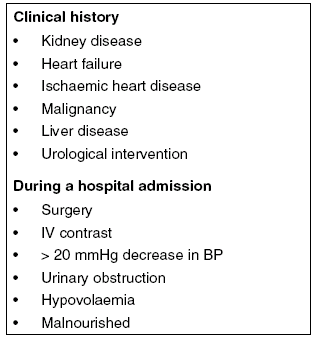 Clinical history
• Kidney disease
• Heart failure
• Ischaemic heart disease
• Malignancy
• Liver disease
• Urological intervention
During a hospital admission
• Surgery
• IV contrast
• > 20 mmHg decrease in BP
• Urinary obstruction
• Hypovolaemia
• Malnourished